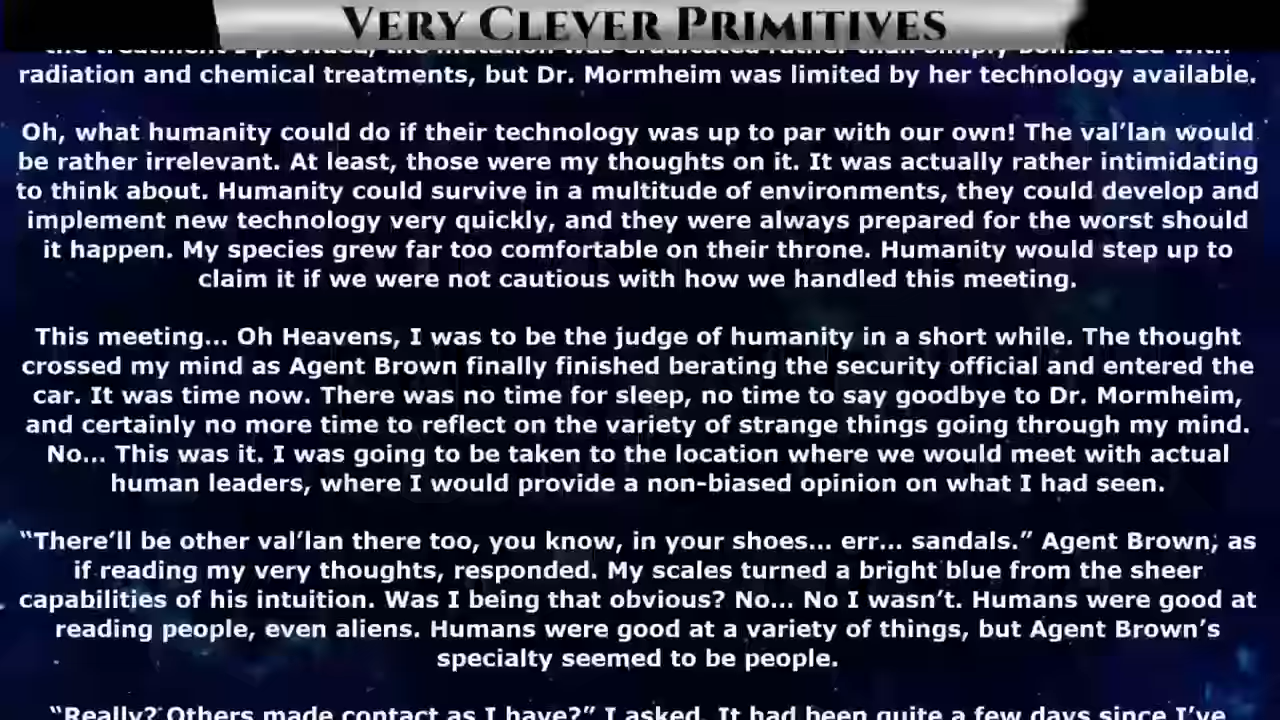 VERY CLEVER PRIMITIVES
the treatment I provided, the mutation was eradicated rather than simply bombarded with
radiation and chemical treatments, but Dr. Mormheim was limited by her technology available.
Oh, what humanity could do if their technology was up to par with our own! The val’lan would
be rather irrelevant. At least, those were my thoughts on it. It was actually rather intimidating
to think about. Humanity could survive in a multitude of environments, they could develop and
implement new technology very quickly, and they were always prepared for the worst should
it happen. My species grew far too comfortable on their throne. Humanity would step up to
claim it if we were not cautious with how we handled this meeting.
This meeting... Oh Heavens, I was to be the judge of humanity in a short while. The thought
crossed my mind as Agent Brown finally finished berating the security official and entered the
car. It was time now. There was no time for sleep, no time to say goodbye to Dr. Mormheim,
and certainly no more time to reflect on the variety of strange things going through my mind.
No... This was it. I was going to be taken to the location where we would meet with actual
human leaders, where I would provide a non-biased opinion on what I had seen.
“There’ll be other val’lan there too, you know, in your shoes... err... sandals.” Agent Brown, as
if reading my very thoughts, responded. My scales turned a bright blue from the sheer
capabilities of his intuition. Was I being that obvious? No... No I wasn’t. Humans were good at
reading people, even aliens. Humans were good at a variety of things, but Agent Brown’s
specialty seemed to be people.
“Really? Others made contact as I have?” I asked. It had been quite a few days since I’ve